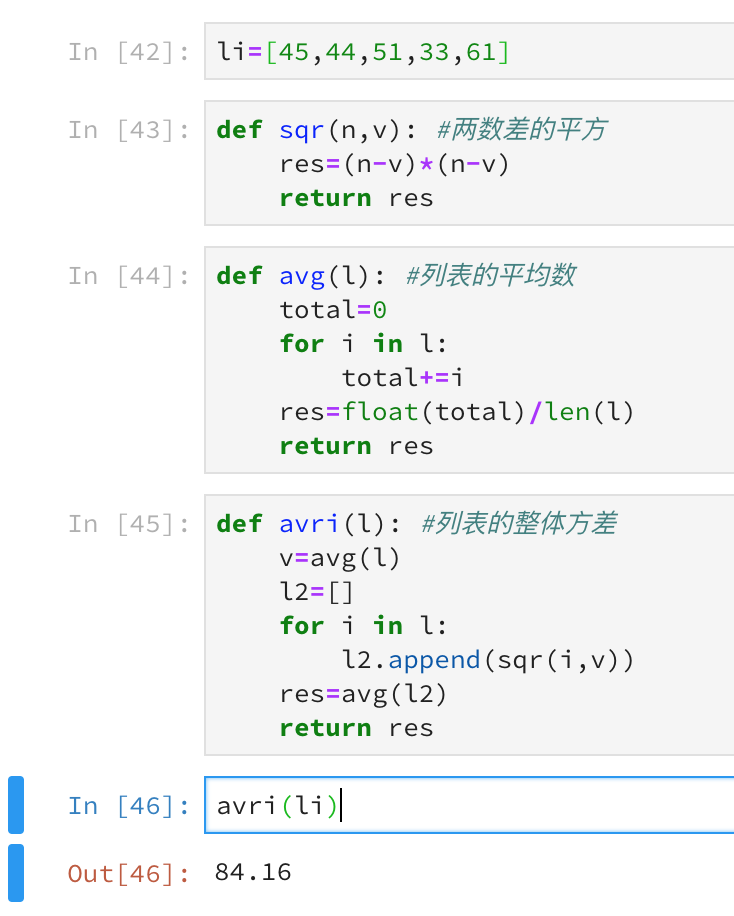 In [42]: li=[45,44,51,33,61]
In [43]: def sqr(n,v): #两数差的平方
    res=(n-v)*(n-v)
    return res
In [44]: def avg(l): #列表的平均数
    total=0
    for i in l:
        total+=i
    res=float(total)/len(l)
    return res
In [45]: def avri(l): #列表的整体方差
    v=avg(l)
    l2=[]
    for i in l:
        l2.append(sqr(i,v))
    res=avg(l2)
    return res
In [46]: avri(li)
Out[46]: 84.16